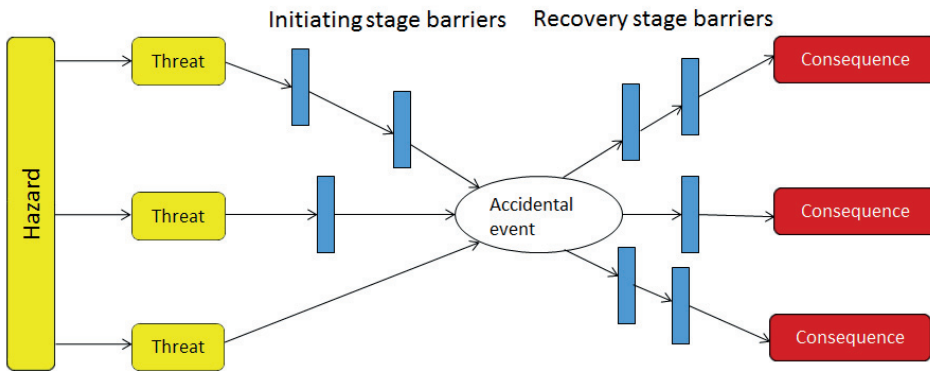 Initiating stage barriers
Recovery stage barriers
Hazard
Threat
Threat
Threat
Accidental
event
Consequence
Consequence
Consequence